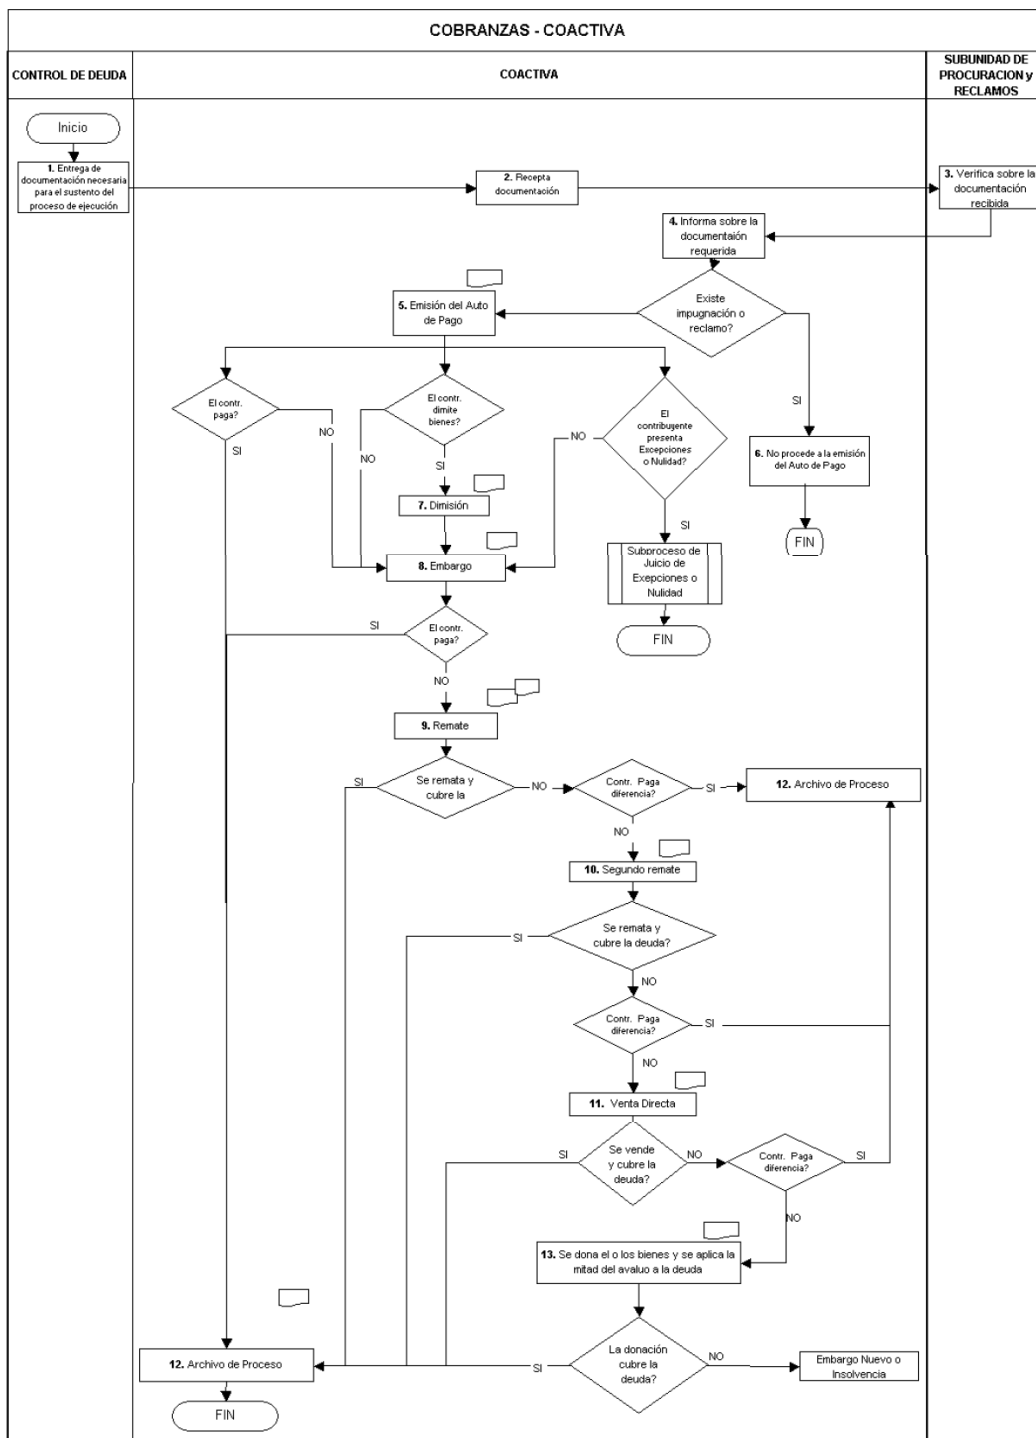 COBRANZAS - COACTIVA
CONTROL DE DEUDA
COACTIVA
SUBUNIDAD DE
PROCURACION y
RECLAMOS
Inicio
1. Entrega de
documentación necesaria
para el sustento del
proceso de ejecución
2. Recepta
documentación
3. Verifica sobre la
documentación
recibida
4. Informa sobre la
documentaión
requerida
Existe
impugnación o
reclamo?
5. Emisión del Auto
de Pago
El contr.
paga?
NO
SI
El contr.
dimite
bienes?
NO
SI
El
contribuyente
presenta
Excepciones
o Nulidad?
NO
SI
SI
6. No procede a la emisión
del Auto de Pago
FIN
7. Dimisión
8. Embargo
Subproceso de
Juicio de
Exepciones o
Nulidad
FIN
El contr.
paga?
SI
NO
9. Remate
Se remata y
cubre la
SI
NO
Contr. Paga
diferencia?
SI
12. Archivo de Proceso
NO
10. Segundo remate
Se remata y
cubre la deuda?
SI
NO
Contr. Paga
diferencia?
SI
NO
11. Venta Directa
Se vende
y cubre la
deuda?
SI
NO
Contr. Paga
diferencia?
SI
NO
13. Se dona el o los bienes y se aplica la
mitad del avaluo a la deuda
La donación
cubre la
deuda?
SI
NO
Embargo Nuevo o
Insolvencia
12. Archivo de Proceso
FIN